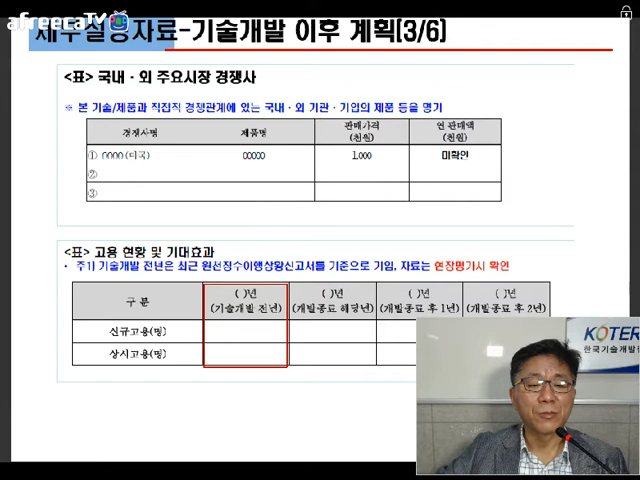 afreecaTV
세부설명자료-기술개발 이후 계획(3/6)
<표> 국내ㆍ외 주요시장 경쟁사
※ 본 기술/제품과 직접적 경쟁관계에 있는 국내ㆍ외 기관ㆍ기업의 제품 등을 명기
경쟁사명 제품명 판매가격 (천원) 연 판매액 (천원)
① 0000 (미국) 00000 1,000 미확인
②
③
<표> 고용 현황 및 기대효과
• 주1) 기술개발 전년은 최근 원천징수이행상황신고서를 기준으로 기입, 자료는 현장평가시 확인
구 분 ( )년 (기술개발 전년) ( )년 (개발종료 해당년) ( )년 (개발종료 후 1년) ( )년 (개발종료 후 2년)
신규고용(명)
상시고용(명)
KOTER
한국기술개발